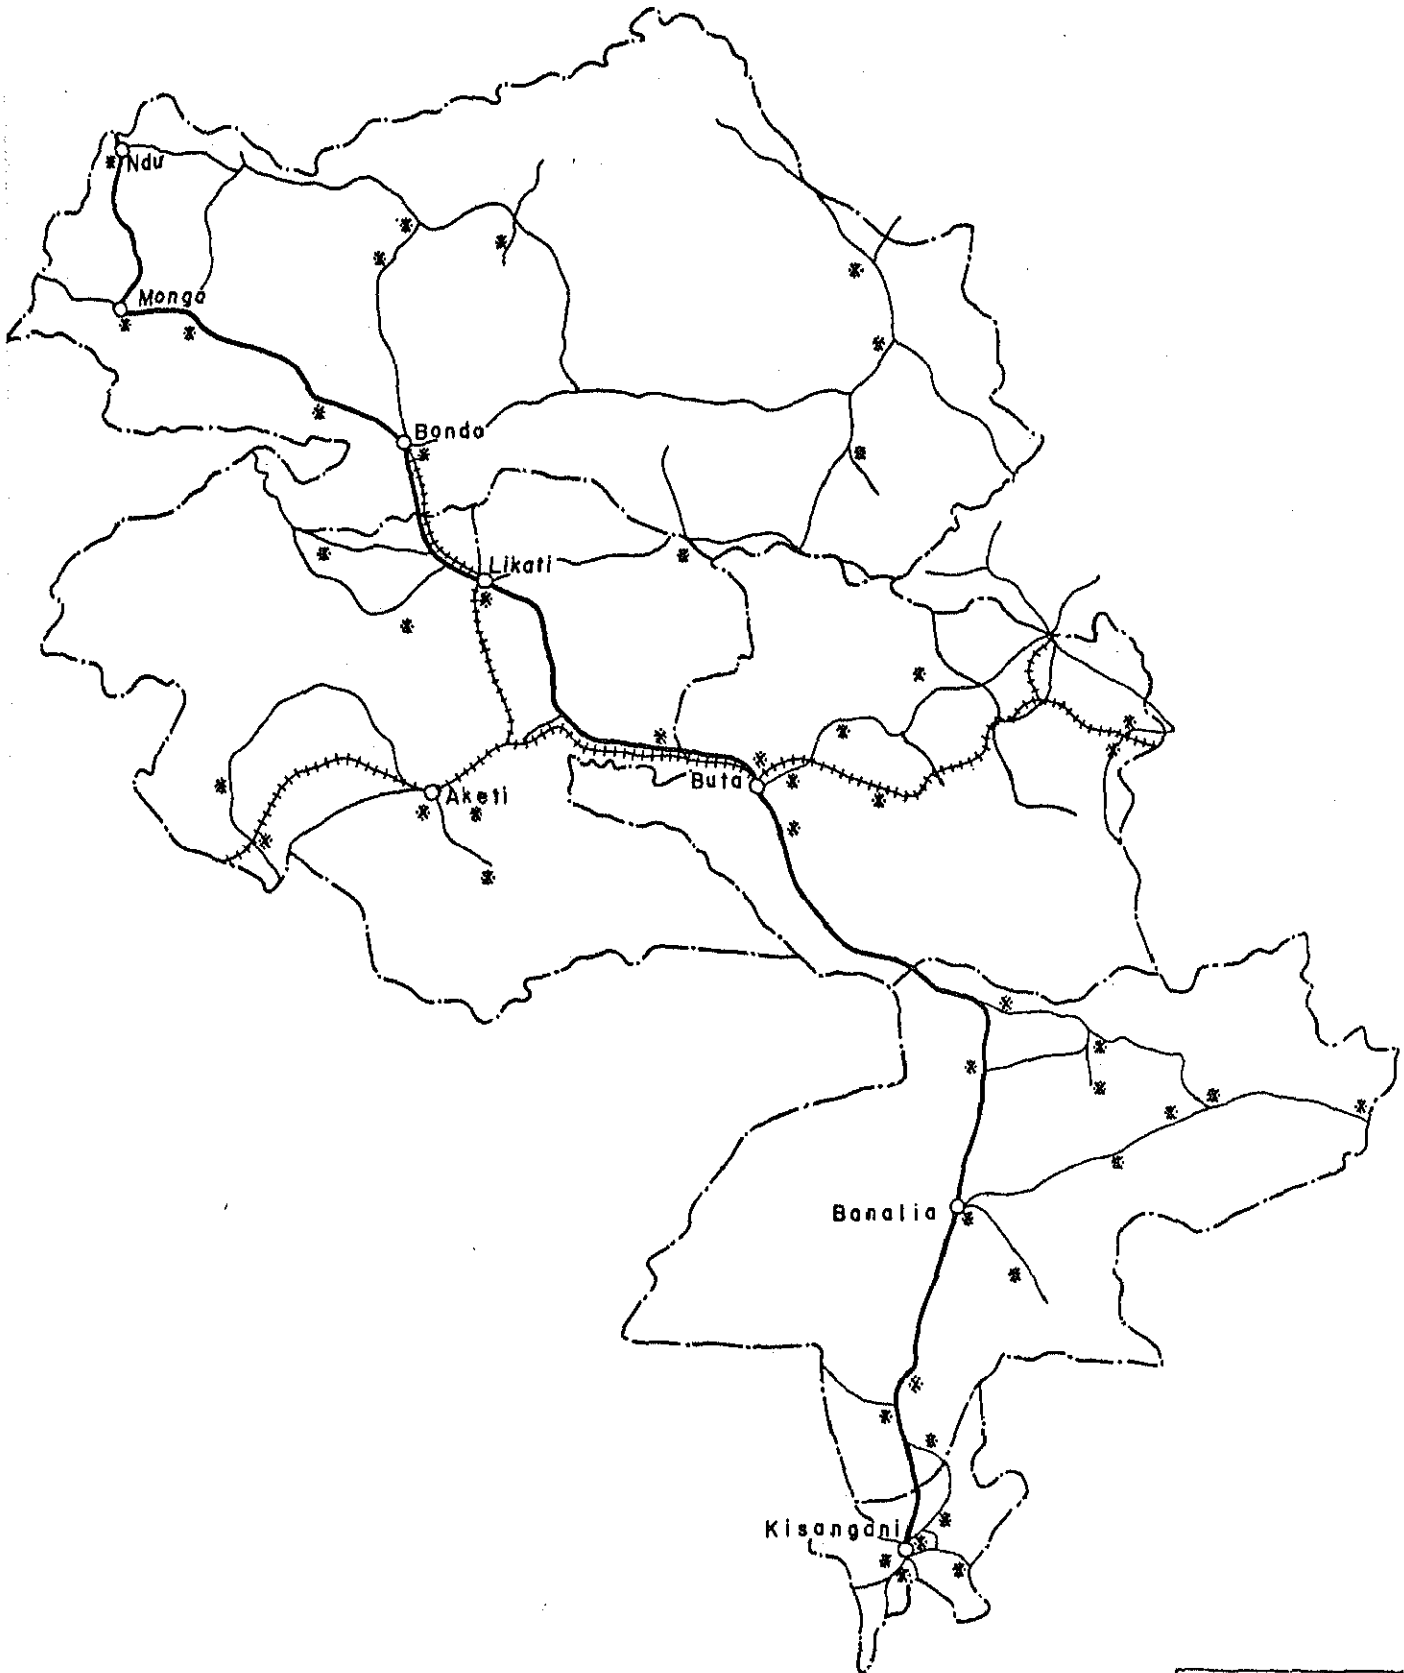 Ndu
Monga
Bondo
Likati
Buta
Aketi
Banalia
Kisangani